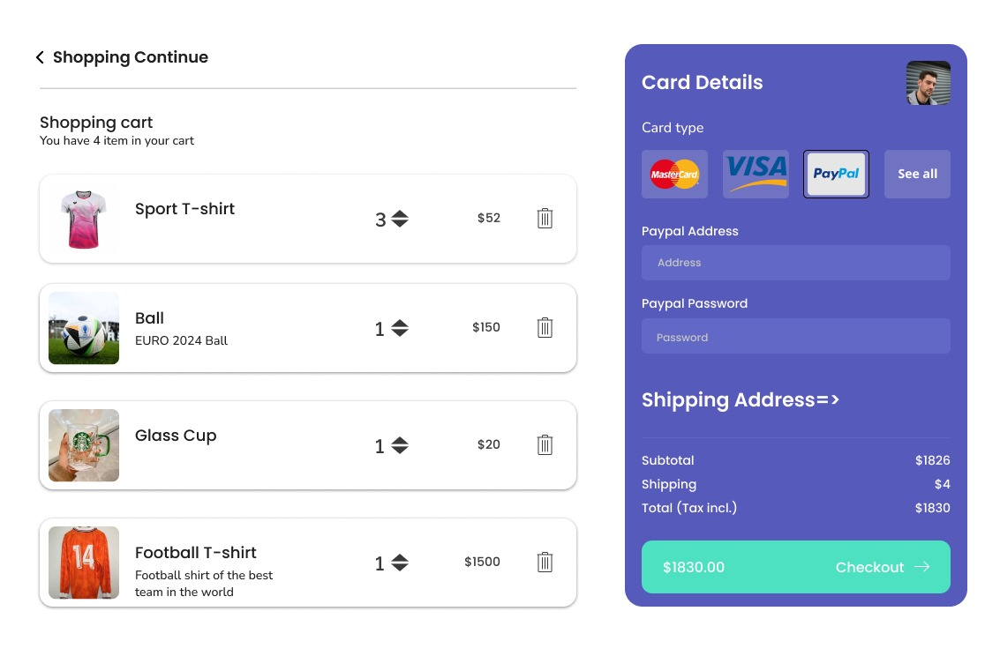 Shopping Continue
Shopping cart
You have 4 item in your cart
Sport T-shirt
3
$52
Ball
EURO 2024 Ball
1
$150
Glass Cup
1
$20
14
Football T-shirt
Football shirt of the best
team in the world
1
$1500
Card Details
Card type
MasterCard
VISA
PayPal
See all
Paypal Address
Address
Paypal Password
Password
Shipping Address=>
Subtotal
$1826
Shipping
$4
Total (Tax incl.)
$1830
$1830.00
Checkout